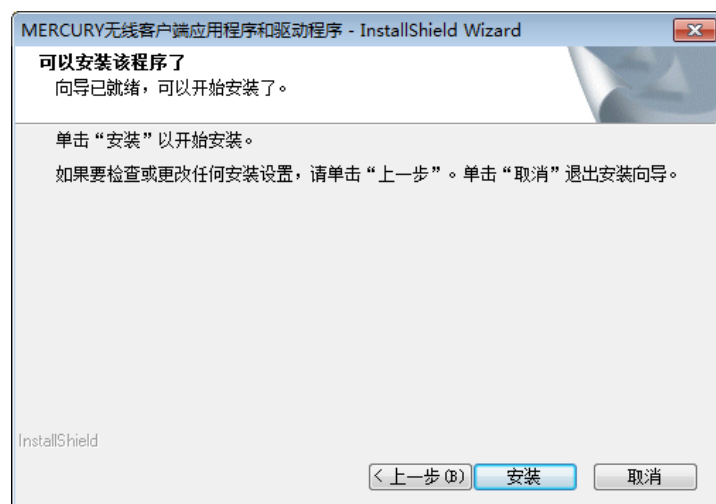 MERCURY无线客户端应用程序和驱动程序 - InstallShield Wizard
可以安装该程序了
向导已就绪，可以开始安装了。
单击“安装”以开始安装。
如果要检查或更改任何安装设置，请单击“上一步”。单击“取消”退出安装向导。
InstallShield
< 上一步(B) 安装 取消